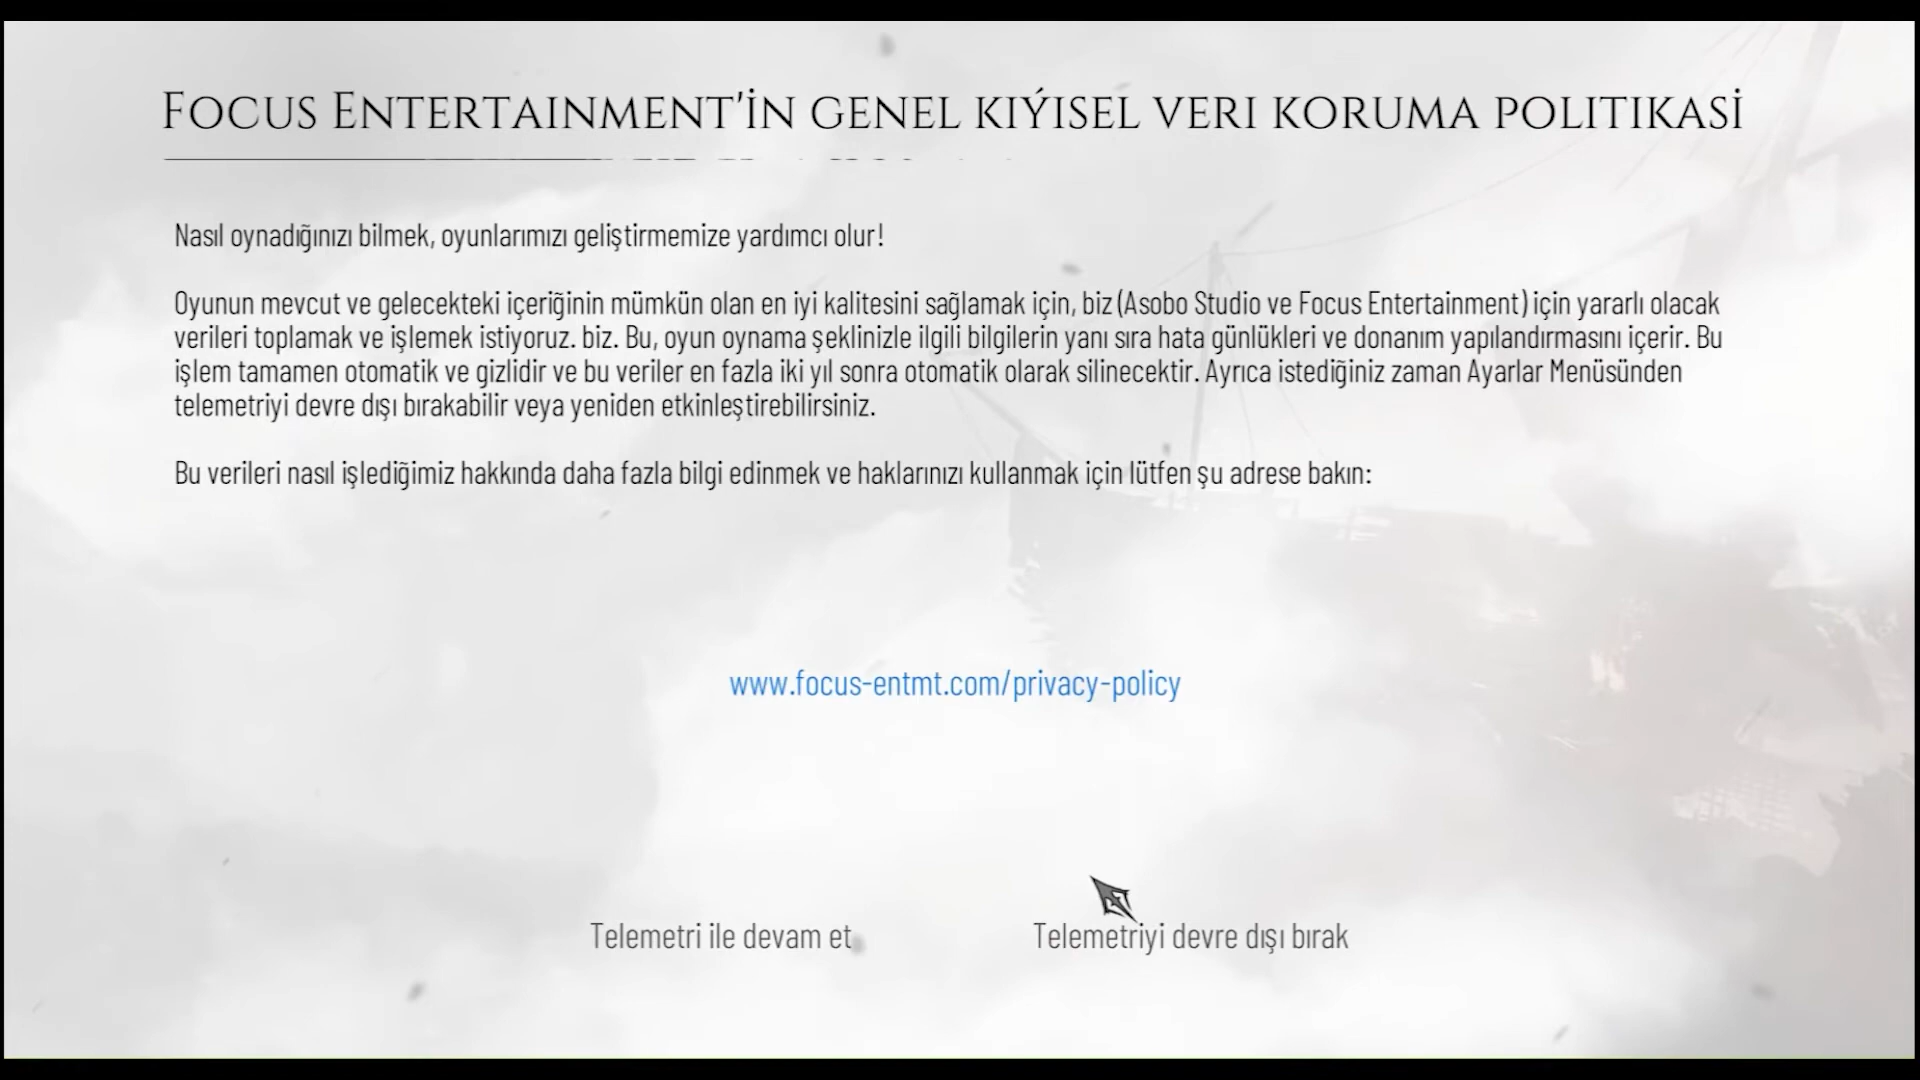 Focus Entertainment'İn genel kıýısel verı koruma polıtıkasİ
Nasıl oynadığınızı bilmek, oyunlarımızı geliştirmemize yardımcı olur!
Oyunun mevcut ve gelecekteki içeriğinin mümkün olan en iyi kalitesini sağlamak için, biz (Asobo Studio ve Focus Entertainment) için yararlı olacak
verileri toplamak ve işlemek istiyoruz. biz. Bu, oyun oynama şeklinizle ilgili bilgilerin yanı sıra hata günlükleri ve donanım yapılandırmasını içerir. Bu
işlem tamamen otomatik ve gizlidir ve bu veriler en fazla iki yıl sonra otomatik olarak silinecektir. Ayrıca istediğiniz zaman Ayarlar Menüsünden
telemetriyi devre dışı bırakabilir veya yeniden etkinleştirebilirsiniz.
Bu verileri nasıl işlediğimiz hakkında daha fazla bilgi edinmek ve haklarınızı kullanmak için lütfen şu adrese bakın:
www.focus-entmt.com/privacy-policy
Telemetri ile devam et
Telemetriyi devre dışı bırak